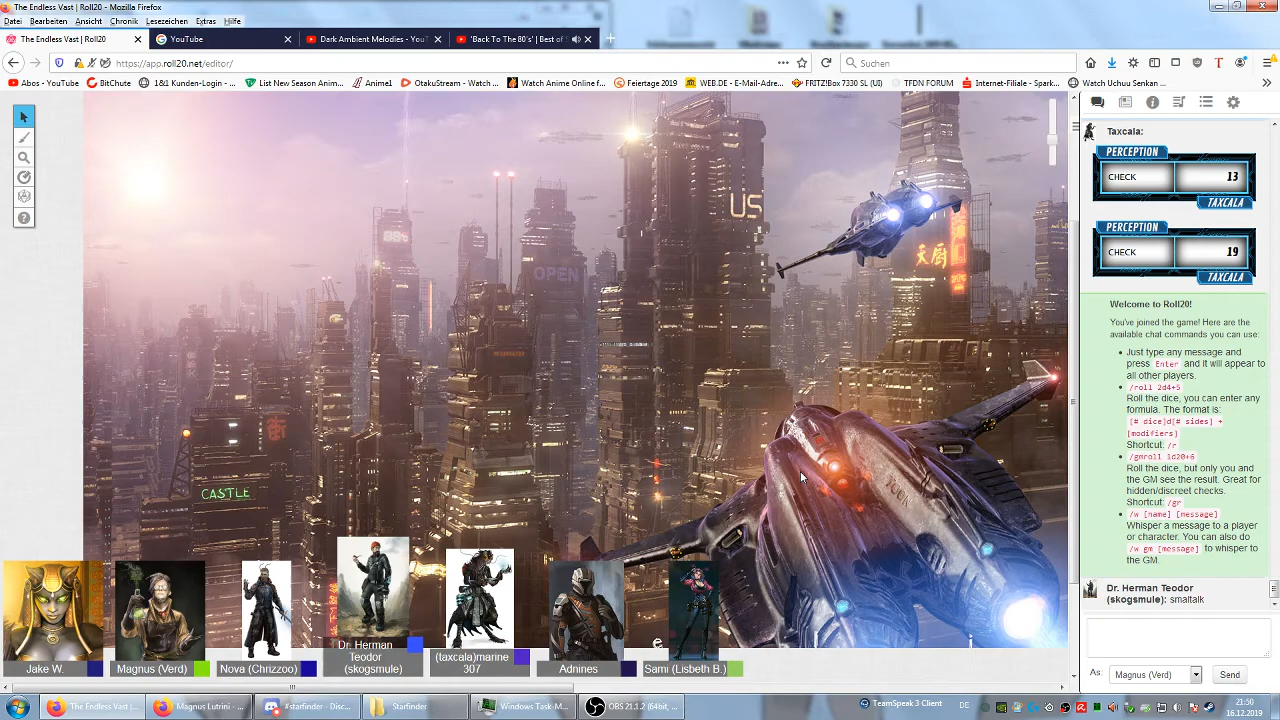 The Endless Vast | Roll20 - Mozilla Firefox
Datei Bearbeiten Ansicht Chronik Lesezeichen Extras Hilfe
The Endless Vast | Roll20
YouTube
Dark Ambient Melodies - YouT
'Back To The 80's' | Best of S
https://app.roll20.net/editor/
Suchen
Abos - YouTube
BitChute
1&1 Kunden-Login - 1&...
List New Season Anim...
Anime1
OtakuStream - Watch ...
Watch Anime Online f...
Feiertage 2019
WEB.DE - E-Mail-Adre...
FRITZ!Box 7330 SL (UI)
TFDN FORUM
Internet-Filiale - Spark...
Watch Uchuu Senkan ...
US
OPEN
天厨
CASTLE
Taxcala:
PERCEPTION
CHECK 13
TAXCALA
PERCEPTION
CHECK 19
TAXCALA
Welcome to Roll20!
You've joined the game! Here are the
available chat commands you can use:
Just type any message and
press Enter and it will appear to
all other players.
/roll 2d4+5
Roll the dice, you can enter any
formula. The format is:
[# dice]d[# sides] +
[modifiers]
Shortcut: /r
/gmroll 1d20+6
Roll the dice, but only you and
the GM see the result. Great for
hidden/discreet checks.
Shortcut: /gr
/w [name] [message]
Whisper a message to a player
or character. You can also do
/w gm [message] to whisper to
the GM.
Dr. Herman Teodor
(skogsmule): smaltalk
As: Magnus (Verd) Send
Jake W.
Magnus (Verd)
Nova (Chrizzoo)
Dr. Herman
Teodor
(skogsmule)
(taxcala)marine
307
Adnines
Sami (Lisbeth B.)
e
i
The Endless Vast |...
Magnus Lutrini - ...
#starfinder - Disc...
Starfinder
Windows Task-M...
OBS 21.1.2 (64bit, ...
TeamSpeak 3 Client
DE
21:50
16.12.2019